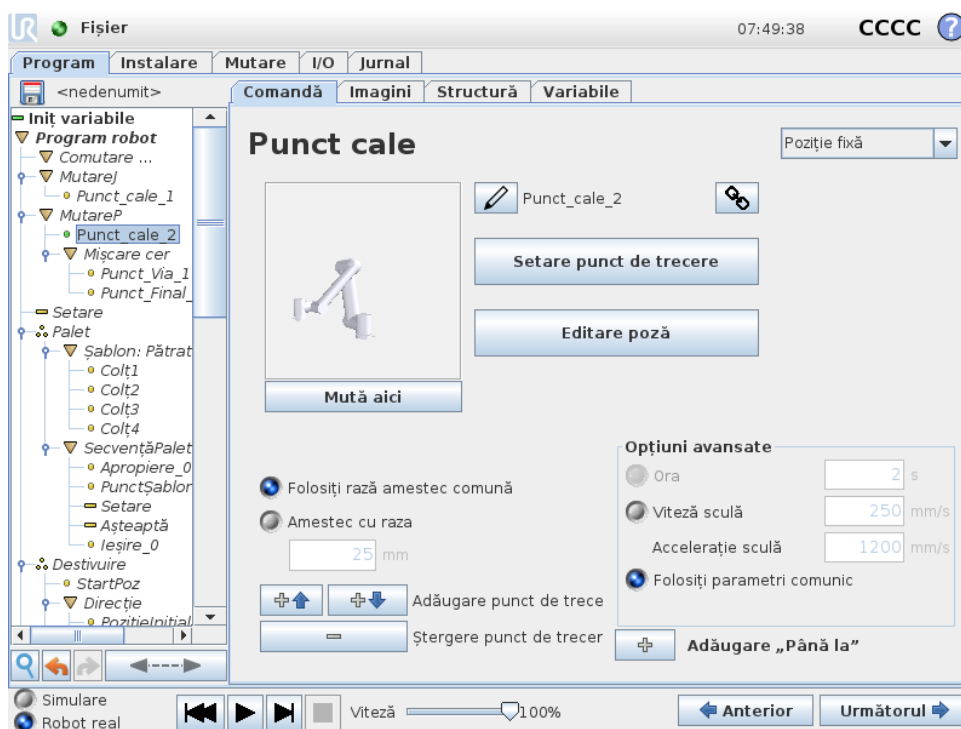 UR Fișier 07:49:38 CCCC ?
Program Instalare Mutare I/O Jurnal
<nedenumit>
Comandă Imagini Structură Variabile
Iniț variabile
Program robot
Comutare ...
MutareJ
Punct_cale_1
MutareP
Punct_cale_2
Mișcare cer
Punct_Via_1
Punct_Final_
Setare
Palet
Șablon: Pătrat
Colț1
Colț2
Colț3
Colț4
SecvențăPalet
Apropiere_0
PunctȘablor
Setare
Așteaptă
Ieșire_0
Destivuire
StartPoz
Direcție
PozițieInițial
Punct cale
Poziție fixă
Punct_cale_2
Setare punct de trecere
Editare poză
Mută aici
Folosiți rază amestec comună
Amestec cu raza
25 mm
Adăugare punct de trece
Ștergere punct de trecer
Opțiuni avansate
Ora 2 s
Viteză sculă 250 mm/s
Accelerație sculă 1200 mm/s
Folosiți parametri comunic
Adăugare „Până la”
Simulare
Robot real
Viteză 100%
Anterior Următorul